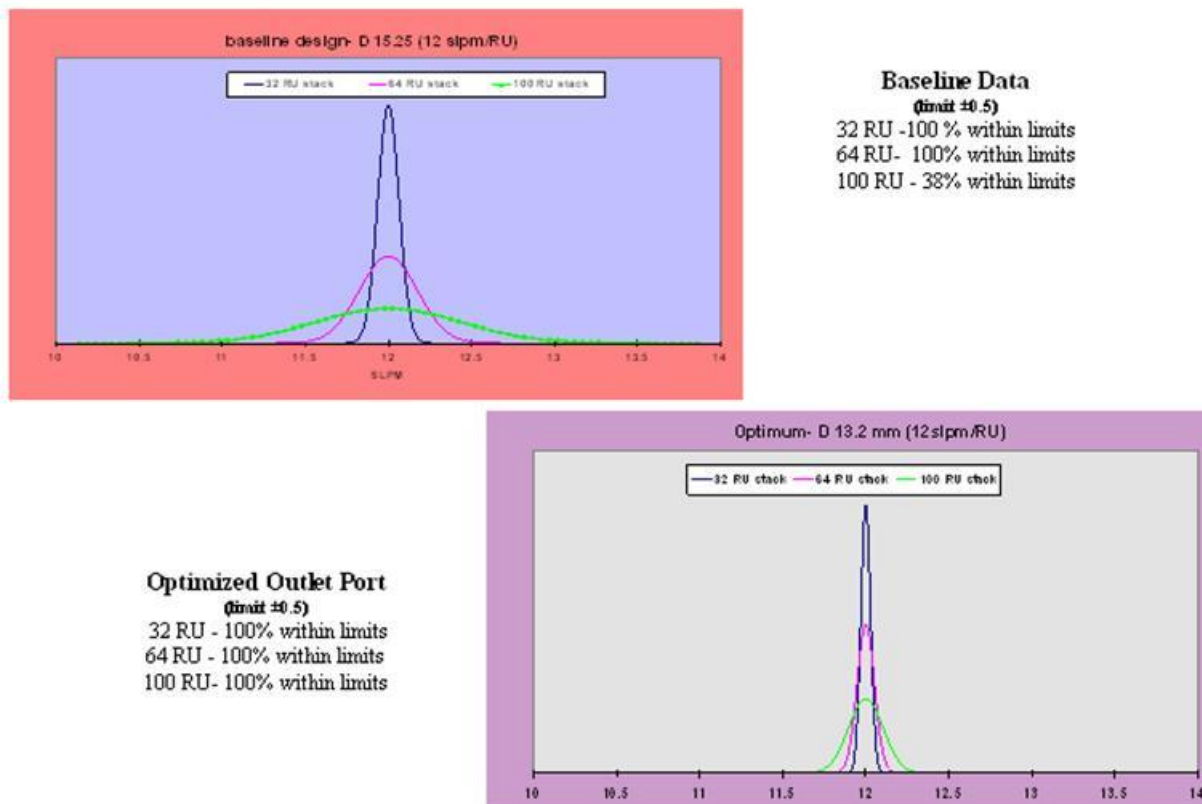 baseline design- D 15.25 (12 slpm/RU)
32 RU stack 64 RU stack 100 RU stack
10 10.5 11 11.5 12 12.5 13 13.5 14
SLPM
Baseline Data
(limit ±0.5)
32 RU -100 % within limits
64 RU- 100% within limits
100 RU - 38% within limits
Optimum- D 13.2 mm (12slpm/RU)
32 RU stack 64 RU stack 100 RU stack
10 10.5 11 11.5 12 12.5 13 13.5 14
Optimized Outlet Port
(limit ±0.5)
32 RU - 100% within limits
64 RU - 100% within limits
100 RU- 100% within limits